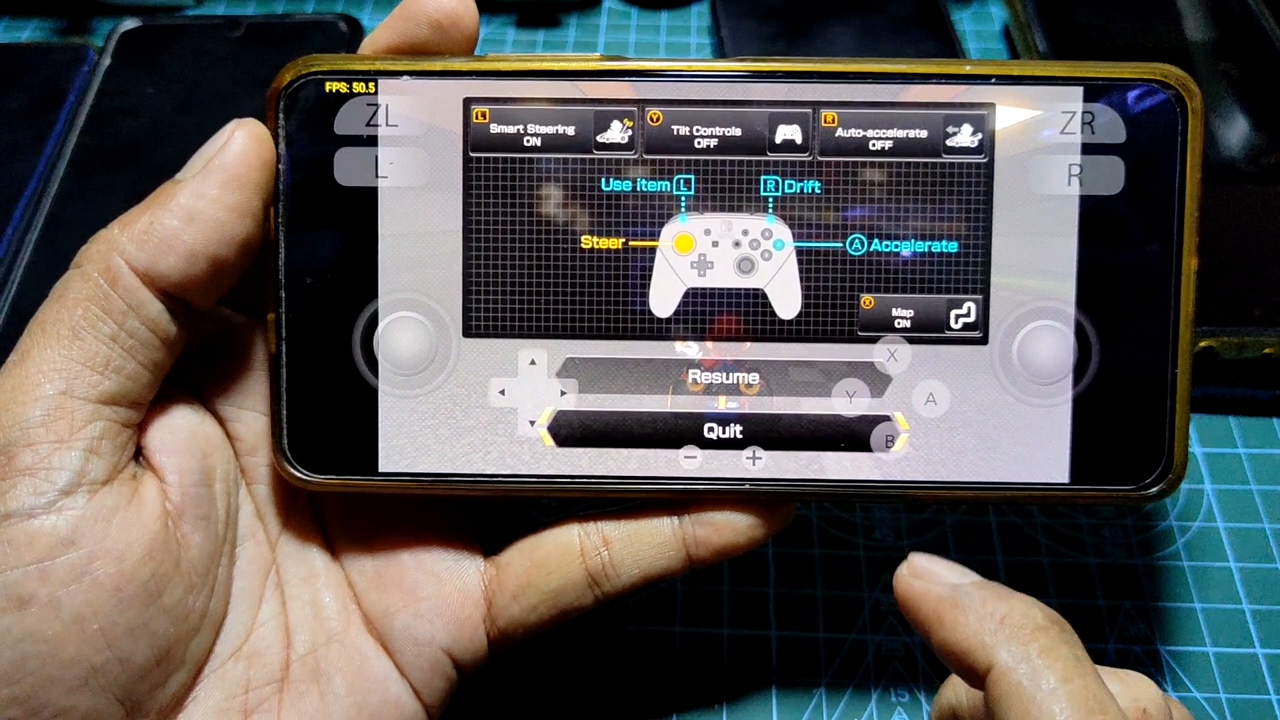 FPS: 50.5
ZL
L
ZR
R
L
Smart Steering
ON
Y
Tilt Controls
OFF
R
Auto-accelerate
OFF
Use item L
R Drift
Steer
A Accelerate
X
Map
ON
Resume
Quit
X
Y
A
B
15